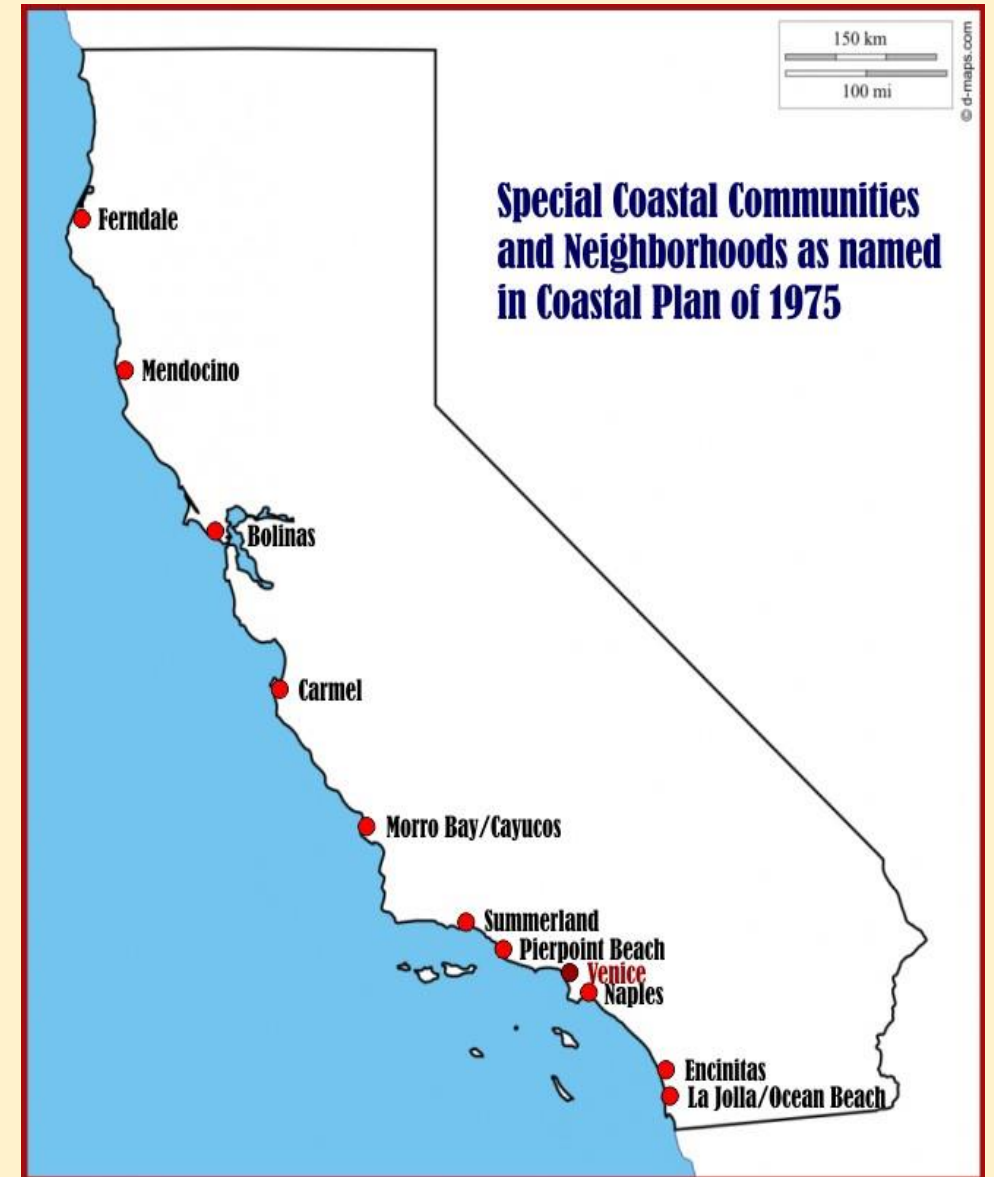 150 km
100 mi
© d-maps.com
Special Coastal Communities
and Neighborhoods as named
in Coastal Plan of 1975
Ferndale
Mendocino
Bolinas
Carmel
Morro Bay/Cayucos
Summerland
Pierpoint Beach
Venice
Naples
Encinitas
La Jolla/Ocean Beach